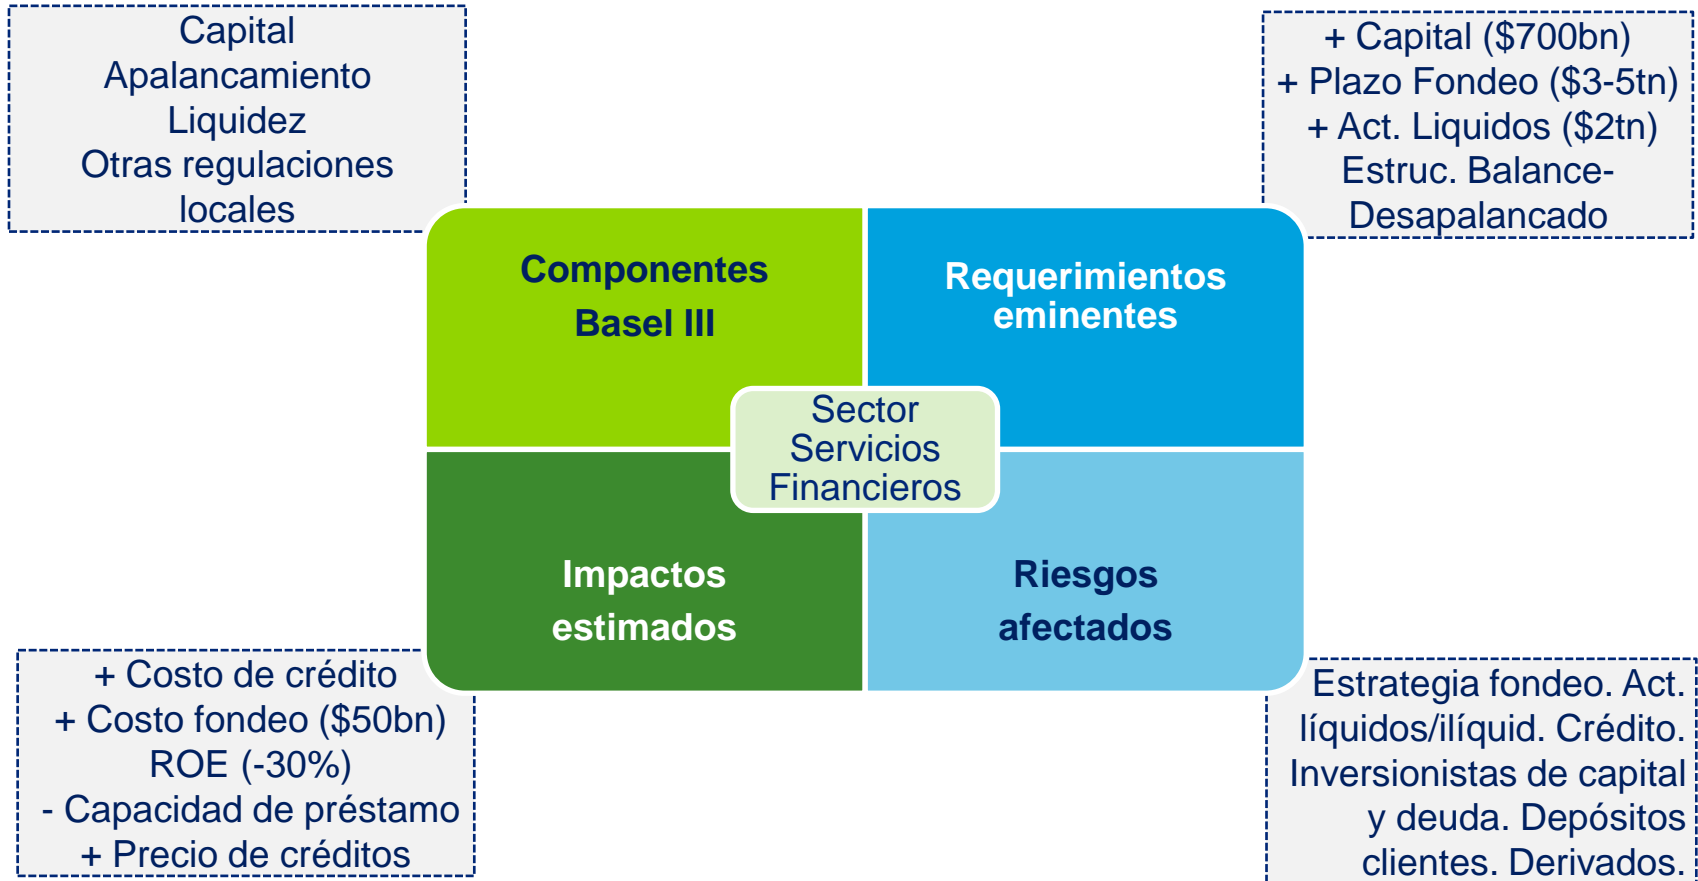 Capital
Apalancamiento
Liquidez
Otras regulaciones
locales
+ Capital ($700bn)
+ Plazo Fondeo ($3-5tn)
+ Act. Liquidos ($2tn)
Estruc. Balance-
Desapalancado
Componentes
Basel III
Requerimientos
eminentes
Sector
Servicios
Financieros
Impactos
estimados
Riesgos
afectados
+ Costo de crédito
+ Costo fondeo ($50bn)
ROE (-30%)
- Capacidad de préstamo
+ Precio de créditos
Estrategia fondeo. Act.
líquidos/ilíquid. Crédito.
Inversionistas de capital
y deuda. Depósitos
clientes. Derivados.